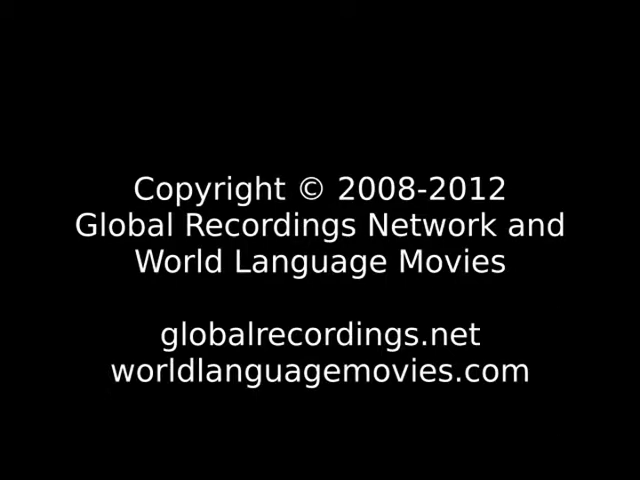 Copyright © 2008-2012
Global Recordings Network and
World Language Movies
globalrecordings.net
worldlanguagemovies.com